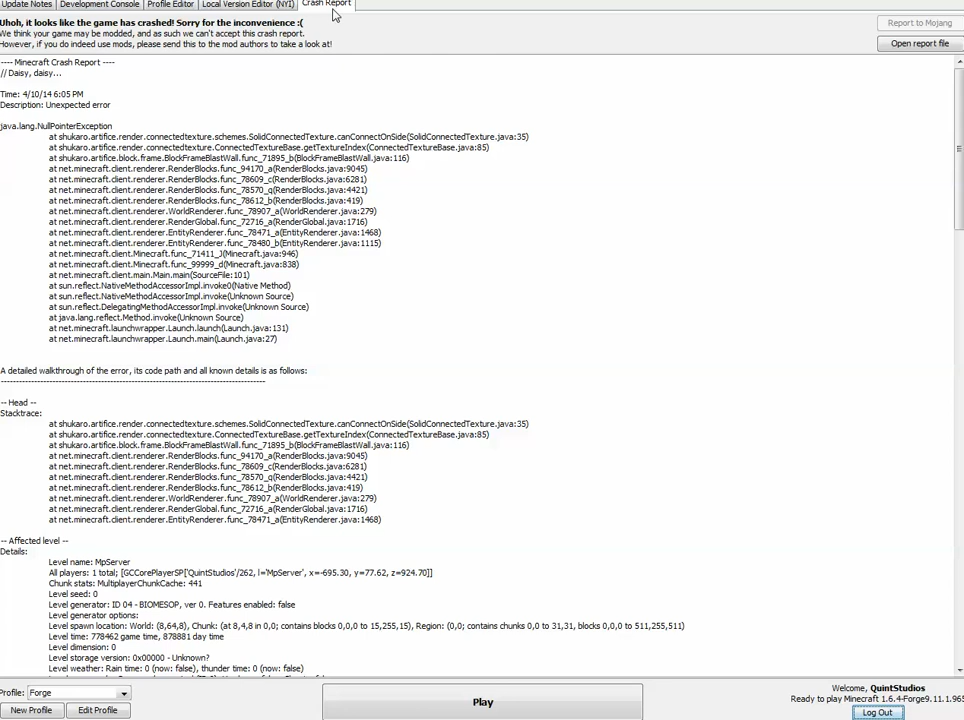 Update Notes Development Console Profile Editor Local Version Editor (NYI) Crash Report
Uhoh, it looks like the game has crashed! Sorry for the inconvenience :(
We think your game may be modded, and as such we can't accept this crash report.
However, if you do indeed use mods, please send this to the mod authors to take a look at!
Report to Mojang
Open report file
---- Minecraft Crash Report ----
// Daisy, daisy...
Time: 4/10/14 6:05 PM
Description: Unexpected error
java.lang.NullPointerException
at shukaro.artifice.render.connectedtexture.schemes.SolidConnectedTexture.canConnectOnSide(SolidConnectedTexture.java:35)
at shukaro.artifice.render.connectedtexture.ConnectedTextureBase.getTextureIndex(ConnectedTextureBase.java:85)
at shukaro.artifice.block.frame.BlockFrameBlastWall.func_71895_b(BlockFrameBlastWall.java:116)
at net.minecraft.client.renderer.RenderBlocks.func_94170_a(RenderBlocks.java:9045)
at net.minecraft.client.renderer.RenderBlocks.func_78609_c(RenderBlocks.java:6281)
at net.minecraft.client.renderer.RenderBlocks.func_78570_q(RenderBlocks.java:4421)
at net.minecraft.client.renderer.RenderBlocks.func_78612_b(RenderBlocks.java:419)
at net.minecraft.client.renderer.WorldRenderer.func_78907_a(WorldRenderer.java:279)
at net.minecraft.client.renderer.RenderGlobal.func_72716_a(RenderGlobal.java:1716)
at net.minecraft.client.renderer.EntityRenderer.func_78471_a(EntityRenderer.java:1468)
at net.minecraft.client.renderer.EntityRenderer.func_78480_b(EntityRenderer.java:1115)
at net.minecraft.client.Minecraft.func_71411_J(Minecraft.java:946)
at net.minecraft.client.Minecraft.func_99999_d(Minecraft.java:838)
at net.minecraft.client.main.Main.main(SourceFile:101)
at sun.reflect.NativeMethodAccessorImpl.invoke0(Native Method)
at sun.reflect.NativeMethodAccessorImpl.invoke(Unknown Source)
at sun.reflect.DelegatingMethodAccessorImpl.invoke(Unknown Source)
at java.lang.reflect.Method.invoke(Unknown Source)
at net.minecraft.launchwrapper.Launch.launch(Launch.java:131)
at net.minecraft.launchwrapper.Launch.main(Launch.java:27)
A detailed walkthrough of the error, its code path and all known details is as follows:
---------------------------------------------------------------------------------------
-- Head --
Stacktrace:
at shukaro.artifice.render.connectedtexture.schemes.SolidConnectedTexture.canConnectOnSide(SolidConnectedTexture.java:35)
at shukaro.artifice.render.connectedtexture.ConnectedTextureBase.getTextureIndex(ConnectedTextureBase.java:85)
at shukaro.artifice.block.frame.BlockFrameBlastWall.func_71895_b(BlockFrameBlastWall.java:116)
at net.minecraft.client.renderer.RenderBlocks.func_94170_a(RenderBlocks.java:9045)
at net.minecraft.client.renderer.RenderBlocks.func_78609_c(RenderBlocks.java:6281)
at net.minecraft.client.renderer.RenderBlocks.func_78570_q(RenderBlocks.java:4421)
at net.minecraft.client.renderer.RenderBlocks.func_78612_b(RenderBlocks.java:419)
at net.minecraft.client.renderer.WorldRenderer.func_78907_a(WorldRenderer.java:279)
at net.minecraft.client.renderer.RenderGlobal.func_72716_a(RenderGlobal.java:1716)
at net.minecraft.client.renderer.EntityRenderer.func_78471_a(EntityRenderer.java:1468)
-- Affected level --
Details:
Level name: MpServer
All players: 1 total; [GCCorePlayerSP['QuintStudios'/262, l='MpServer', x=-695.30, y=77.62, z=924.70]]
Chunk stats: MultiplayerChunkCache: 441
Level seed: 0
Level generator: ID 04 - BIOMESOP, ver 0. Features enabled: false
Level generator options:
Level spawn location: World: (8,64,8), Chunk: (at 8,4,8 in 0,0; contains blocks 0,0,0 to 15,255,15), Region: (0,0; contains chunks 0,0 to 31,31, blocks 0,0,0 to 511,255,511)
Level time: 778462 game time, 878881 day time
Level dimension: 0
Level storage version: 0x00000 - Unknown?
Level weather: Rain time: 0 (now: false), thunder time: 0 (now: false)
Profile: Forge
New Profile Edit Profile
Play
Welcome, QuintStudios
Ready to play Minecraft 1.6.4-Forge9.11.1.965
Log Out